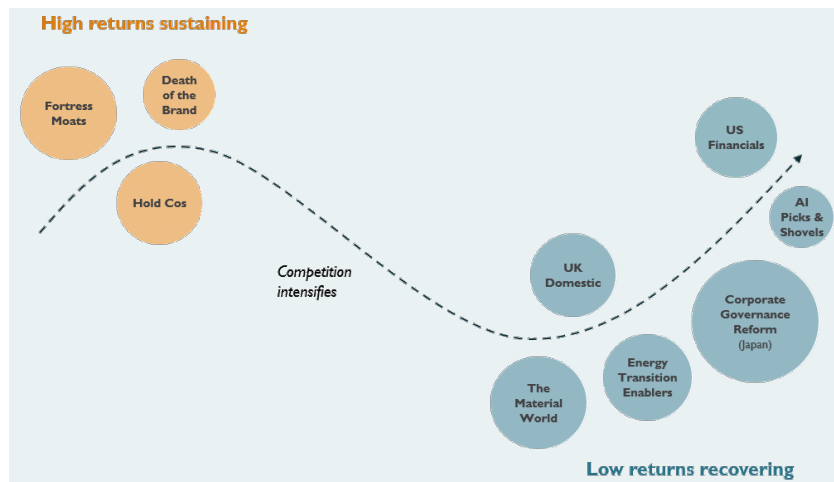 High returns sustaining
Fortress
Moats
Death
of the
Brand
Hold Cos
Competition
intensifies
US
Financials
AI
Picks &
Shovels
UK
Domestic
Corporate
Governance
Reform
(Japan)
Energy
Transition
Enablers
The
Material
World
Low returns recovering